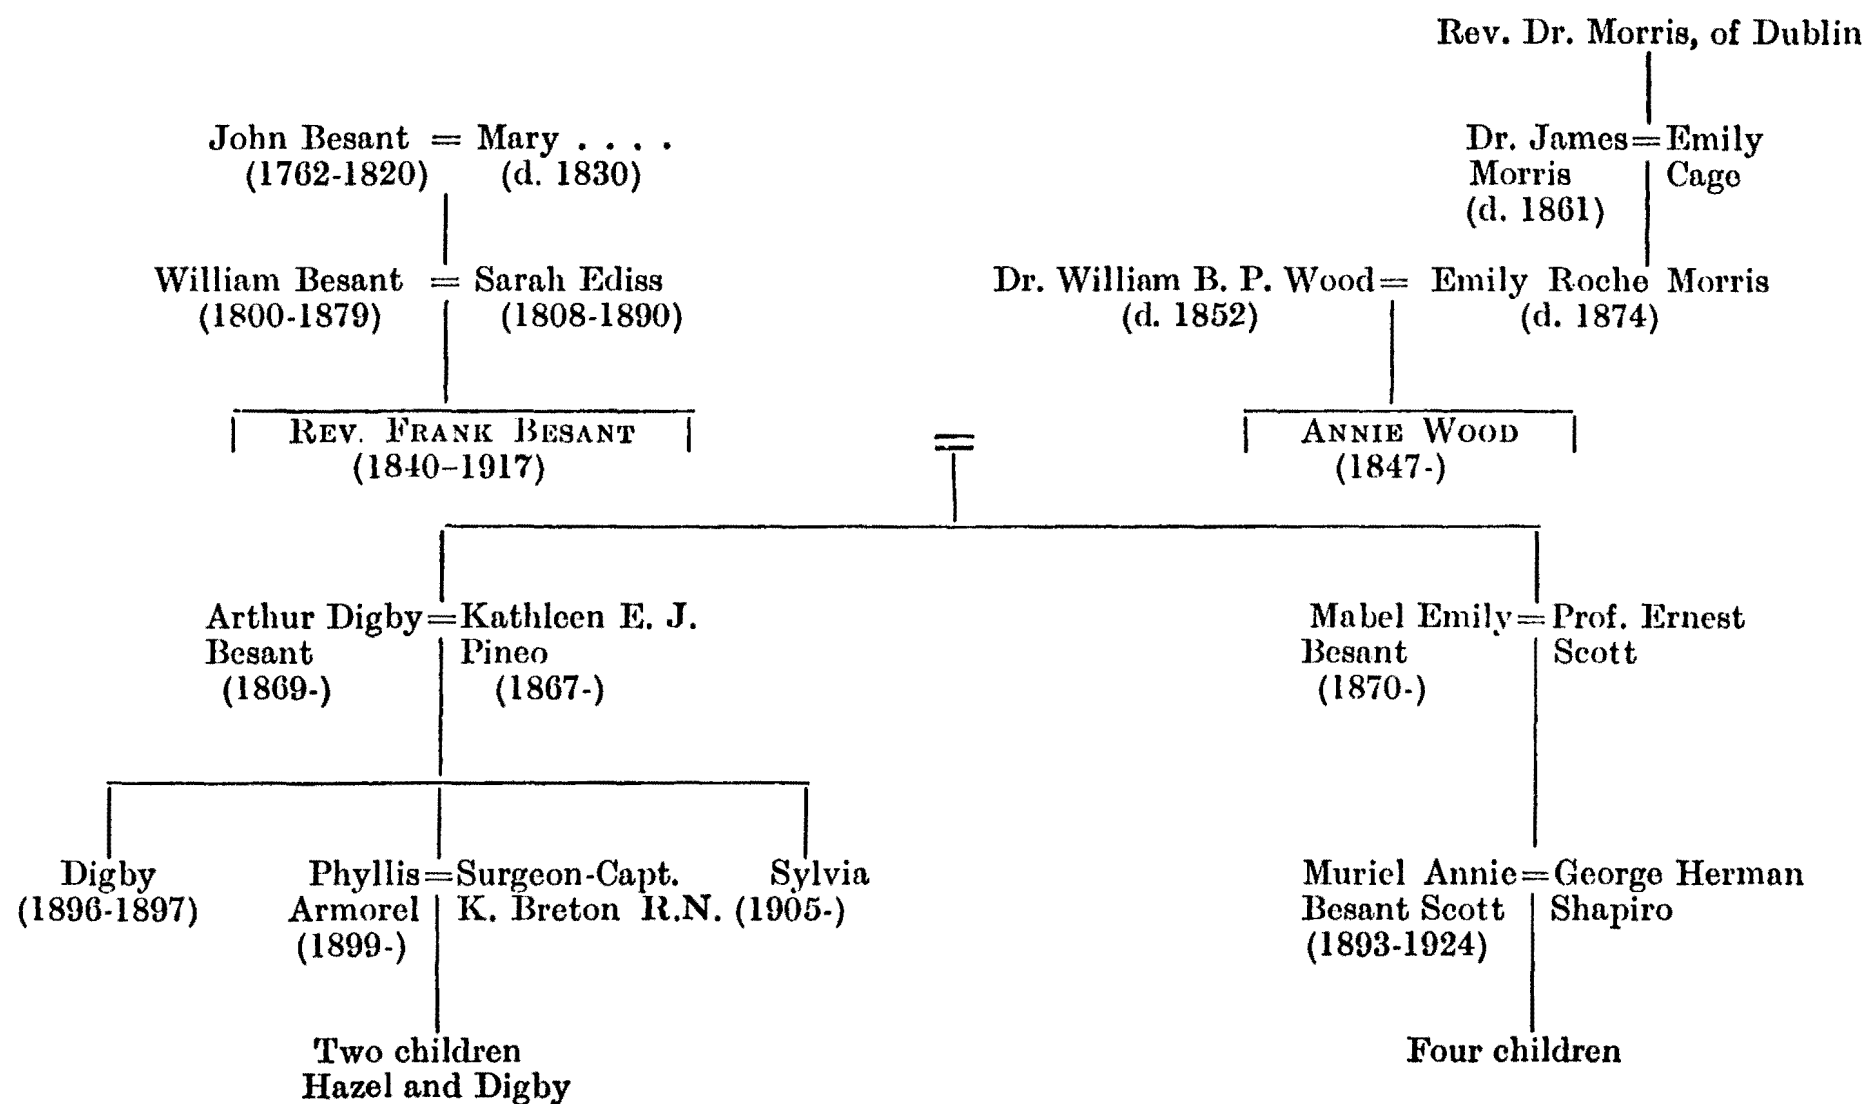 Rev. Dr. Morris, of Dublin
John Besant = Mary . . . .
(1762-1820) (d. 1830)
Dr. James = Emily
Morris Cage
(d. 1861)
William Besant = Sarah Ediss
(1800-1879) (1808-1890)
Dr. William B. P. Wood = Emily Roche Morris
(d. 1852) (d. 1874)
REV. FRANK BESANT = ANNIE WOOD
(1840-1917) (1847-)
Arthur Digby = Kathleen E. J.
Besant Pineo
(1869-) (1867-)
Mabel Emily = Prof. Ernest
Besant Scott
(1870-)
Digby
(1896-1897)
Phyllis = Surgeon-Capt.
Armorel K. Breton R.N.
(1899-)
Sylvia
(1905-)
Muriel Annie = George Herman
Besant Scott Shapiro
(1893-1924)
Two children
Hazel and Digby
Four children